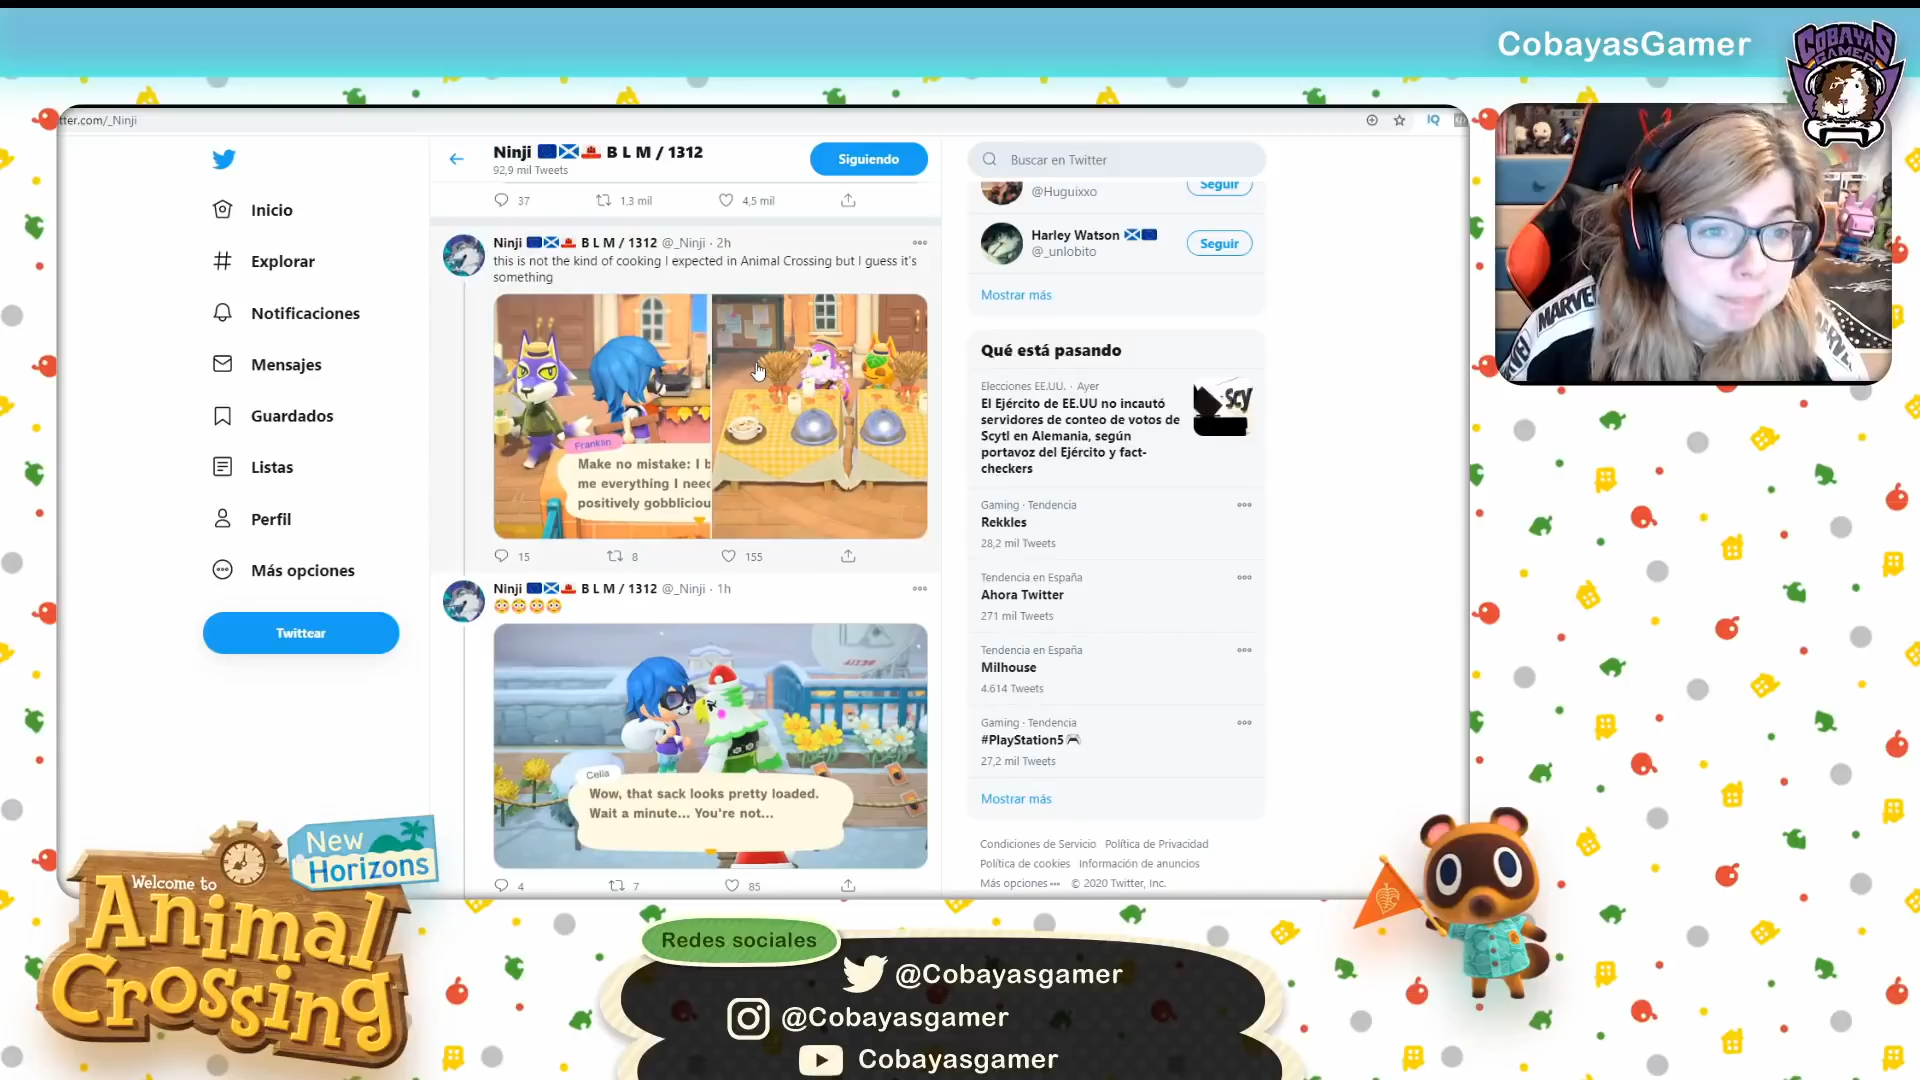 CobayasGamer
COBAYAS
GAMER
tter.com/_Ninji
IQ
Ninji B L M / 1312
92,9 mil Tweets
Siguiendo
Buscar en Twitter
37 1,3 mil 4,5 mil
@Huguixxo
Seguir
Harley Watson
@_unlobito
Seguir
Mostrar más
Inicio
Explorar
Notificaciones
Mensajes
Guardados
Listas
Perfil
Más opciones
Twittear
Ninji B L M / 1312 @_Ninji · 2h
this is not the kind of cooking I expected in Animal Crossing but I guess it's
something
Franklin
Make no mistake: I b
me everything I need
positively gobbliciou
15 8 155
Ninji B L M / 1312 @_Ninji · 1h
Celia
Wow, that sack looks pretty loaded.
Wait a minute... You're not...
4 7 85
Qué está pasando
Elecciones EE.UU. · Ayer
El Ejército de EE.UU no incautó
servidores de conteo de votos de
Scytl en Alemania, según
portavoz del Ejército y fact-
checkers
Scy
Gaming · Tendencia
Rekkles
28,2 mil Tweets
Tendencia en España
Ahora Twitter
271 mil Tweets
Tendencia en España
Milhouse
4.614 Tweets
Gaming · Tendencia
#PlayStation5
27,2 mil Tweets
Mostrar más
Condiciones de Servicio Política de Privacidad
Política de cookies Información de anuncios
Más opciones © 2020 Twitter, Inc.
MARVEL
Welcome to
Animal
Crossing
New
Horizons
Redes sociales
@Cobayasgamer
@Cobayasgamer
Cobayasgamer